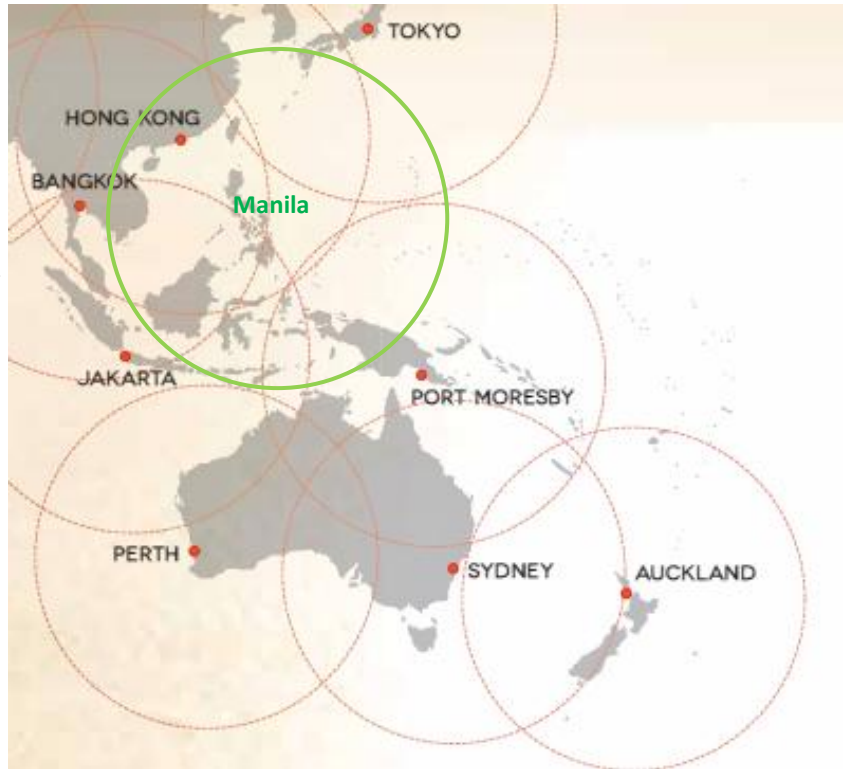 TOKYO
HONG KONG
BANGKOK
Manila
JAKARTA
PORT MORESBY
PERTH
SYDNEY
AUCKLAND